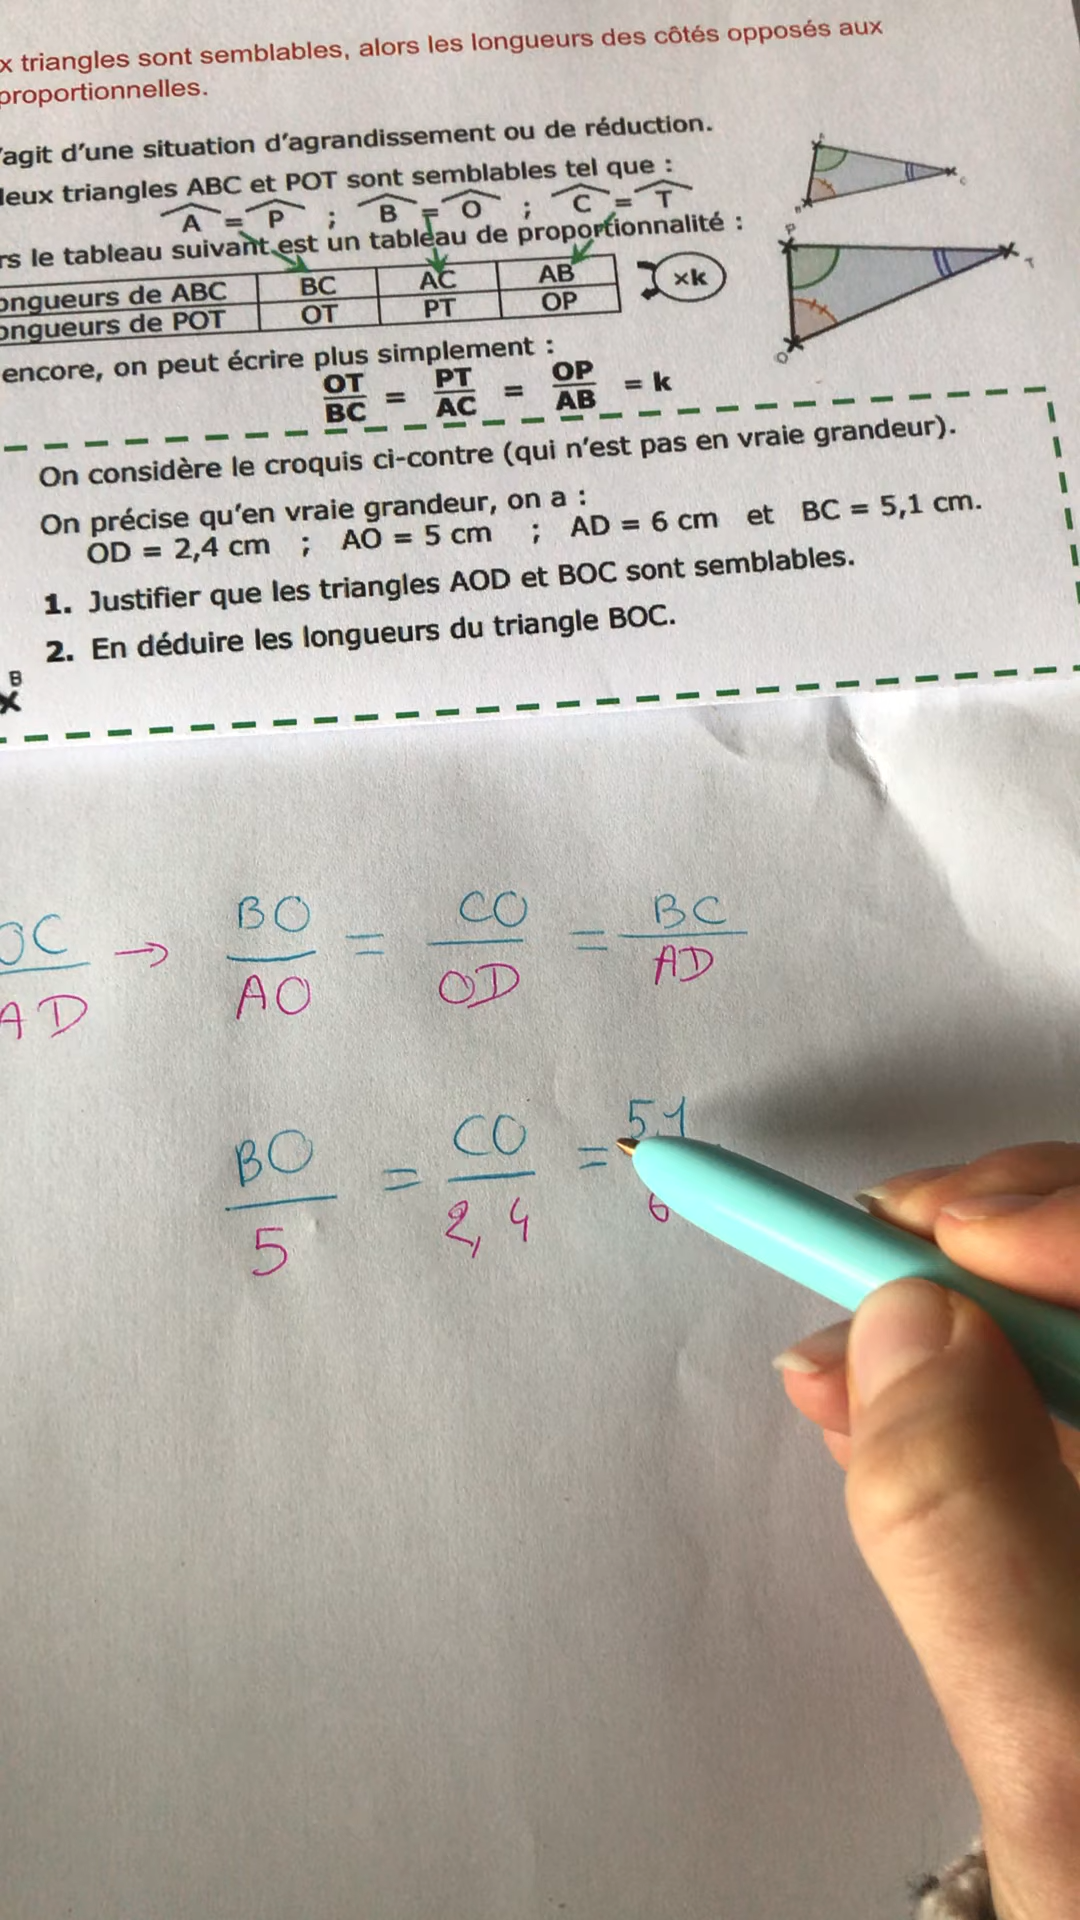 x triangles sont semblables, alors les longueurs des côtés opposés aux
proportionnelles.
'agit d'une situation d'agrandissement ou de réduction.
leux triangles ABC et POT sont semblables tel que :
A = P ; B = O ; C = T
rs le tableau suivant est un tableau de proportionnalité :
ongueurs de ABC BC AC AB
ongueurs de POT OT PT OP
×k
encore, on peut écrire plus simplement :
OT PT OP
= = = k
BC AC AB
P
T
O
On considère le croquis ci-contre (qui n'est pas en vraie grandeur).
On précise qu'en vraie grandeur, on a :
OD = 2,4 cm ; AO = 5 cm ; AD = 6 cm et BC = 5,1 cm.
1. Justifier que les triangles AOD et BOC sont semblables.
2. En déduire les longueurs du triangle BOC.
B
OC → BO = CO = BC
AD AO OD AD
BO = CO = 5,1
5 2,4 6